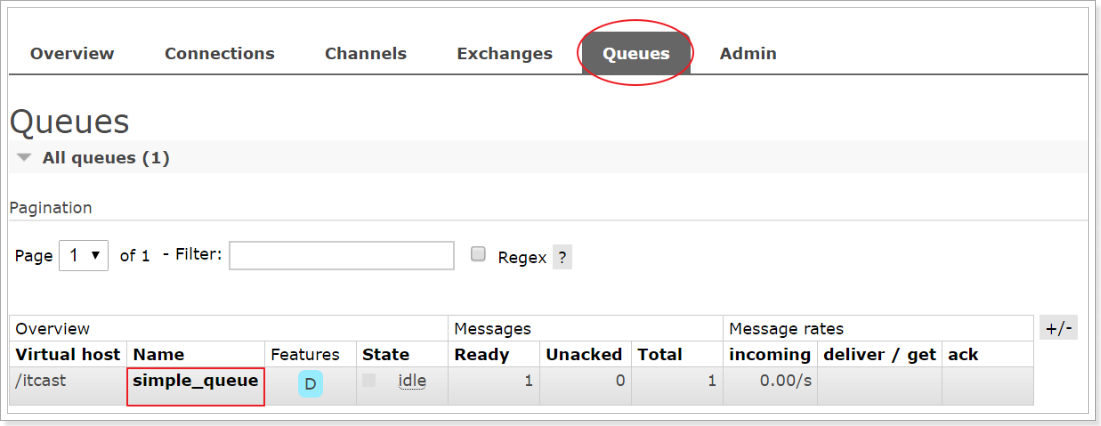 Overview Connections Channels Exchanges Queues Admin
Queues
All queues (1)
Pagination
Page 1 of 1 - Filter: Regex ?
Overview Messages Message rates +/-
Virtual host Name Features State Ready Unacked Total incoming deliver / get ack
/itcast simple_queue D idle 1 0 1 0.00/s